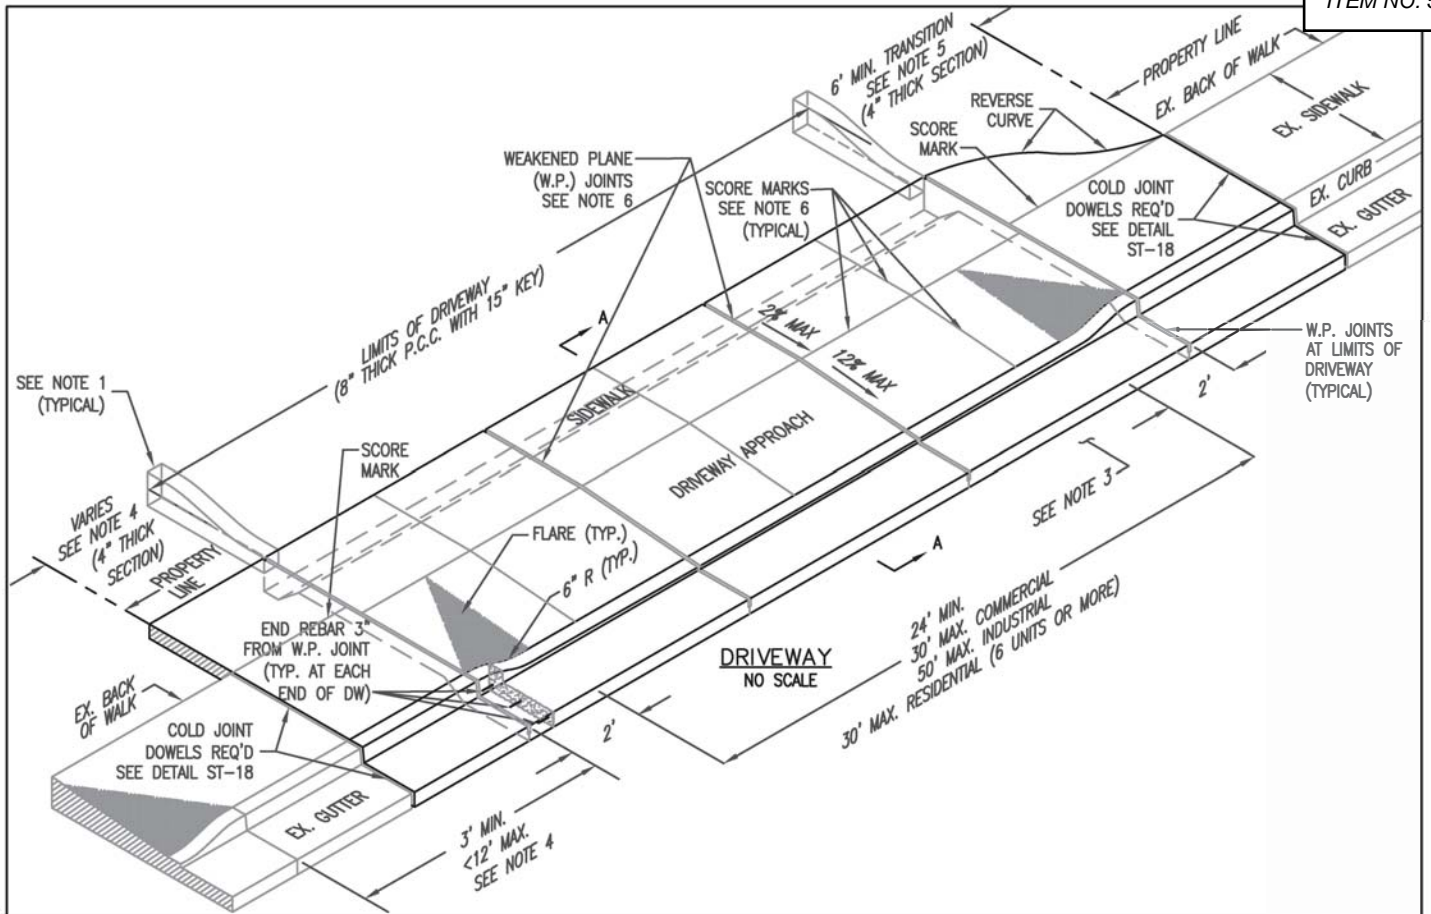 ITEM NO. 5
6' MIN. TRANSITION
SEE NOTE 5
(4" THICK SECTION)
PROPERTY LINE
EX. BACK OF WALK
EX. SIDEWALK
REVERSE
CURVE
SCORE
MARK
WEAKENED PLANE
(W.P.) JOINTS
SEE NOTE 6
SCORE MARKS
SEE NOTE 6
(TYPICAL)
COLD JOINT
DOWELS REQ'D
SEE DETAIL
ST-18
EX. CURB
EX. GUTTER
LIMITS OF DRIVEWAY
(8" THICK P.C.C. WITH 15" KEY)
A
2% MAX
12% MAX
W.P. JOINTS
AT LIMITS OF
DRIVEWAY
(TYPICAL)
2'
SEE NOTE 1
(TYPICAL)
SIDEWALK
DRIVEWAY APPROACH
SCORE
MARK
SEE NOTE 3
VARIES
SEE NOTE 4
(4" THICK
SECTION)
PROPERTY
LINE
FLARE (TYP.)
6" R (TYP.)
A
END REBAR 3"
FROM W.P. JOINT
(TYP. AT EACH
END OF DW)
24' MIN.
30' MAX. COMMERCIAL
50' MAX. INDUSTRIAL
30' MAX. RESIDENTIAL (6 UNITS OR MORE)
DRIVEWAY
NO SCALE
EX. BACK
OF WALK
COLD JOINT
DOWELS REQ'D
SEE DETAIL ST-18
2'
EX. GUTTER
3' MIN.
<12' MAX.
SEE NOTE 4